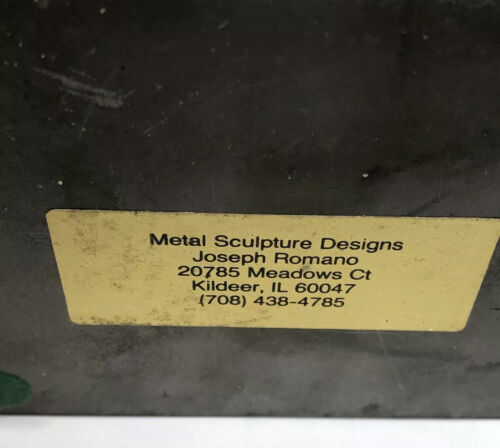 Metal Sculpture Designs
Joseph Romano
20785 Meadows Ct
Kildeer, IL 60047
(708) 438-4785